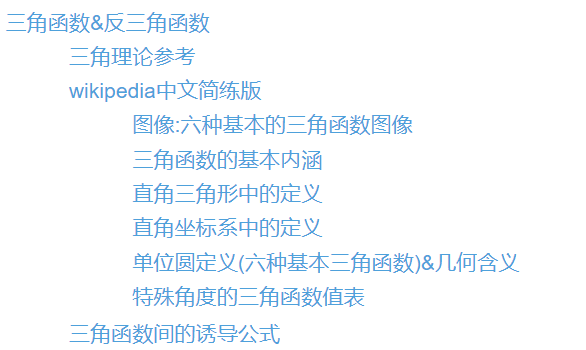 三角函数&反三角函数
三角理论参考
wikipedia中文简练版
图像:六种基本的三角函数图像
三角函数的基本内涵
直角三角形中的定义
直角坐标系中的定义
单位圆定义(六种基本三角函数)&几何含义
特殊角度的三角函数值表
三角函数间的诱导公式